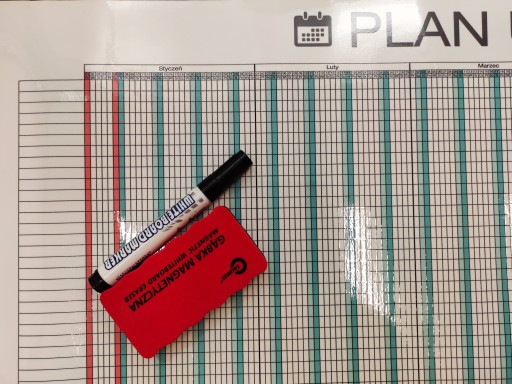 PLAN
Styczeń
Luty
Marzec
WHITEBOARD MARKER
GĄBKA MAGNETYCZNA
MAGNETIC WHITEBOARD ERASER